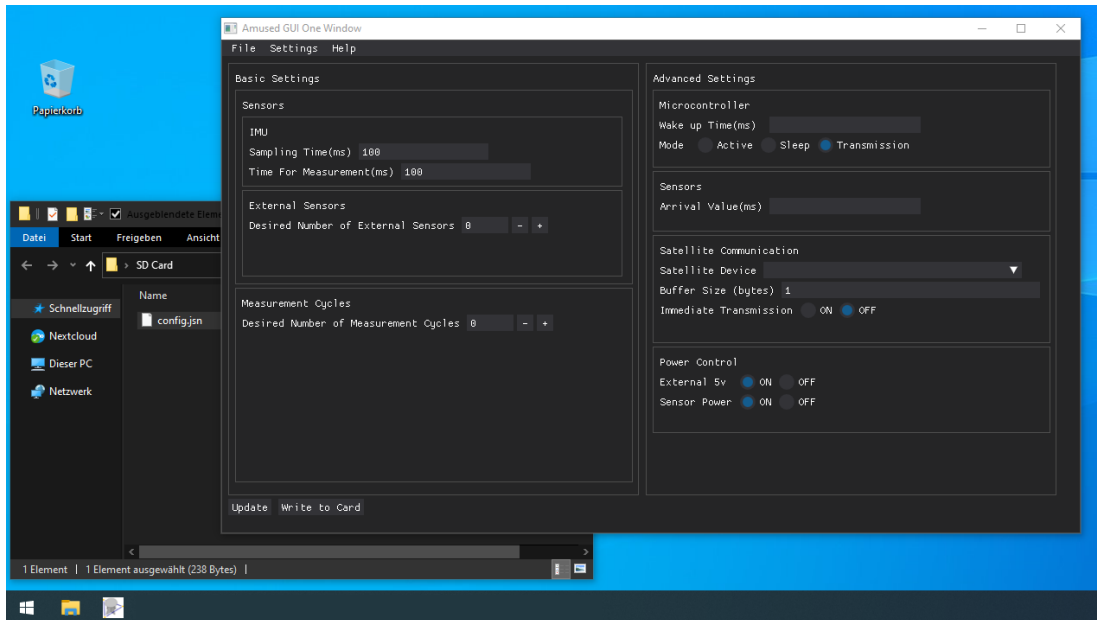 Papierkorb
Amused GUI One Window
File Settings Help
Basic Settings
Sensors
IMU
Sampling Time(ms) 100
Time For Measurement(ms) 100
External Sensors
Desired Number of External Sensors 0 - +
Measurement Cycles
Desired Number of Measurement Cycles 0 - +
Update Write to Card
Advanced Settings
Microcontroller
Wake up Time(ms)
Mode Active Sleep Transmission
Sensors
Arrival Value(ms)
Satellite Communication
Satellite Device
Buffer Size (bytes) 1
Immediate Transmission ON OFF
Power Control
External 5v ON OFF
Sensor Power ON OFF
Ausgeblendete Elem
Datei Start Freigeben Ansicht
SD Card
Name
config.jsn
Schnellzugriff
Nextcloud
Dieser PC
Netzwerk
1 Element 1 Element ausgewählt (238 Bytes)